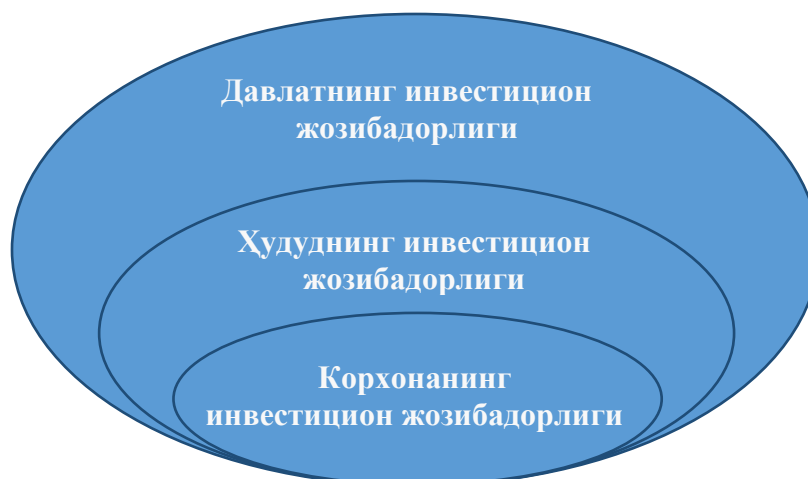 Давлатнинг инвестицион
жозибадорлиги
Ҳудуднинг инвестицион
жозибадорлиги
Корхонанинг
инвестицион жозибадорлиги